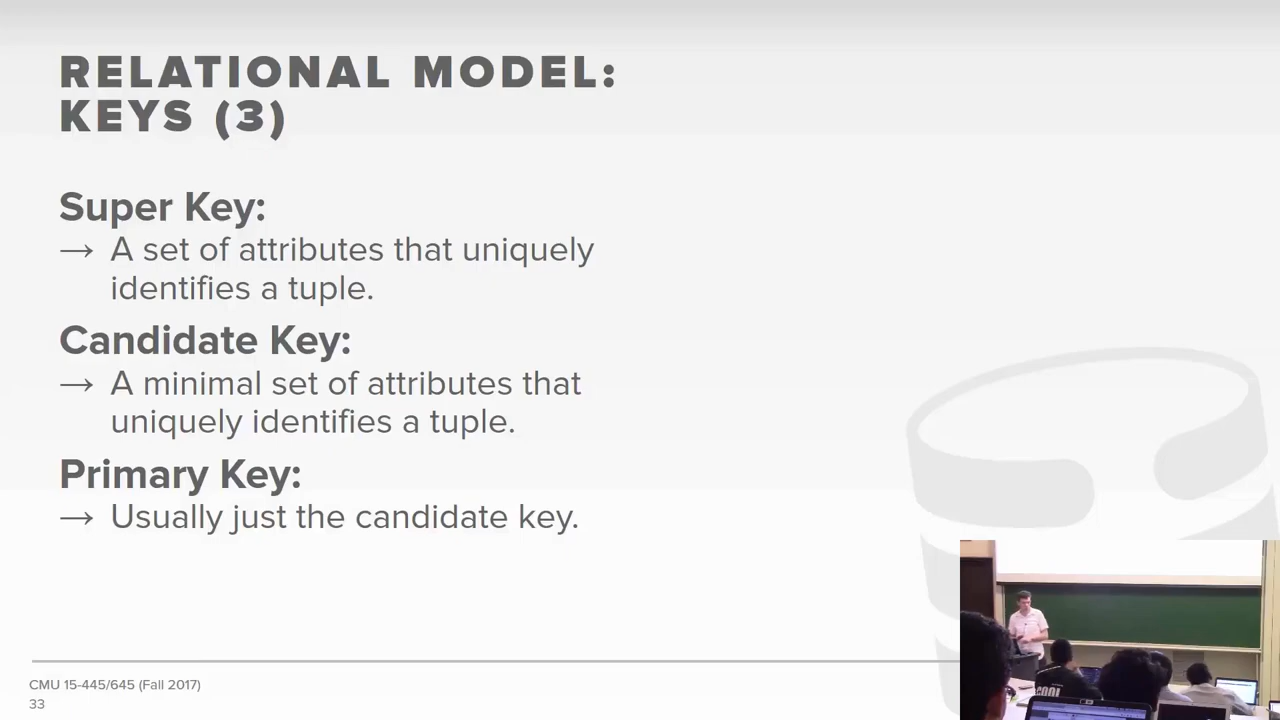 RELATIONAL MODEL:
KEYS (3)
Super Key:
→ A set of attributes that uniquely
identifies a tuple.
Candidate Key:
→ A minimal set of attributes that
uniquely identifies a tuple.
Primary Key:
→ Usually just the candidate key.
CMU 15-445/645 (Fall 2017)
33
COOL